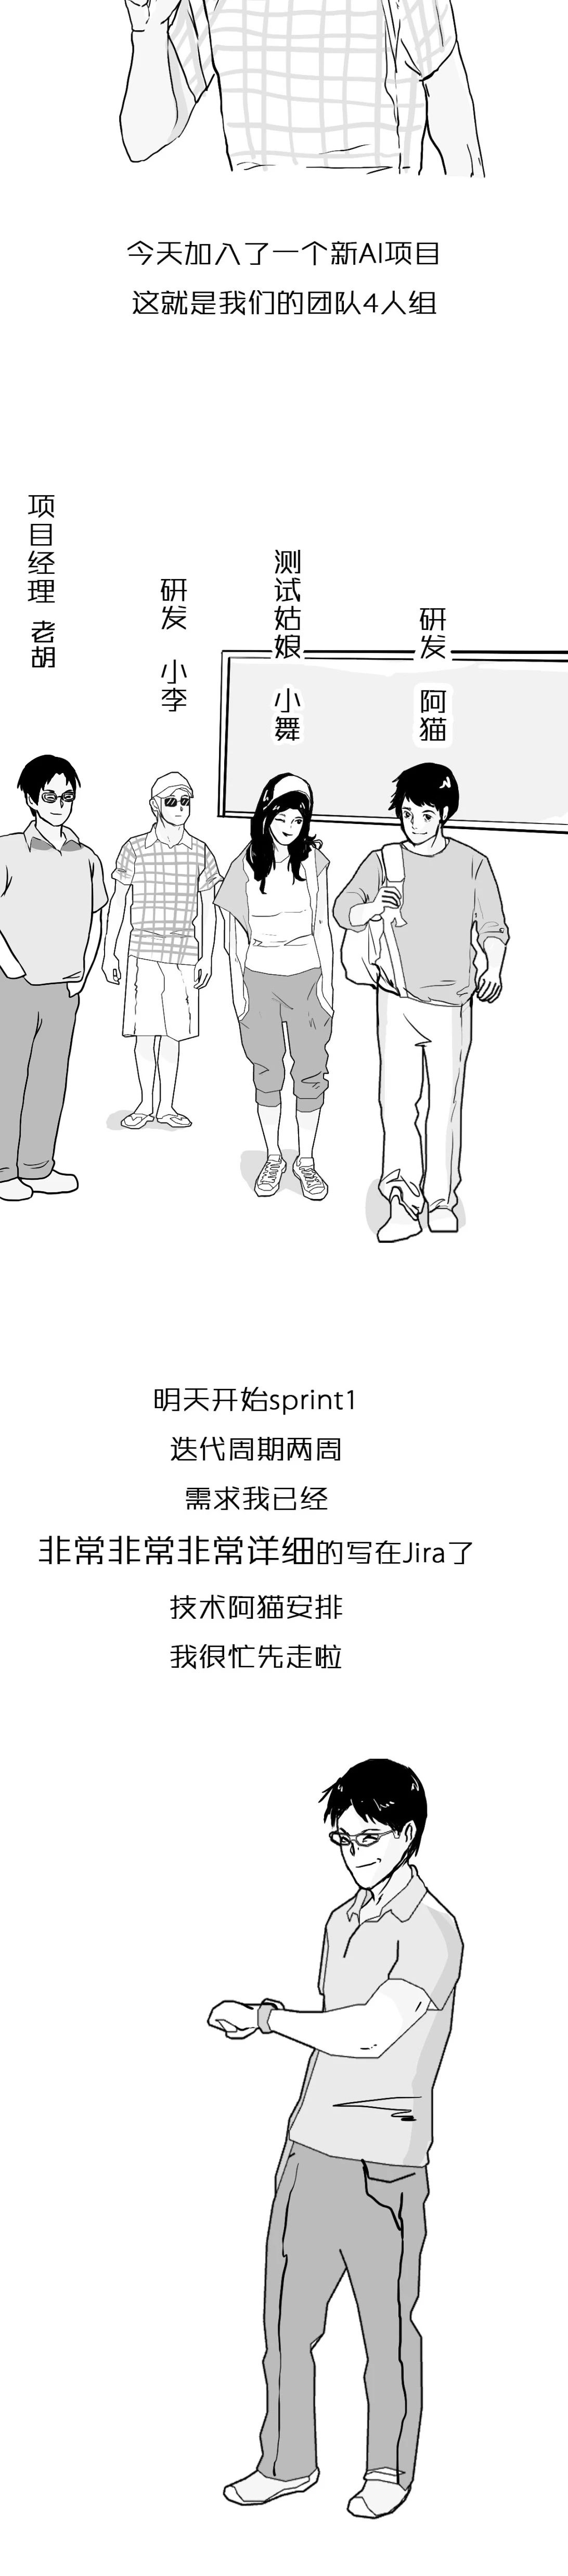 今天加入了一个新AI项目
这就是我们的团队4人组
项目经理 老胡
研发 小李
测试姑娘 小舞
研发 阿猫
明天开始sprint1
迭代周期两周
需求我已经
非常非常非常详细的写在Jira了
技术阿猫安排
我很忙先走啦